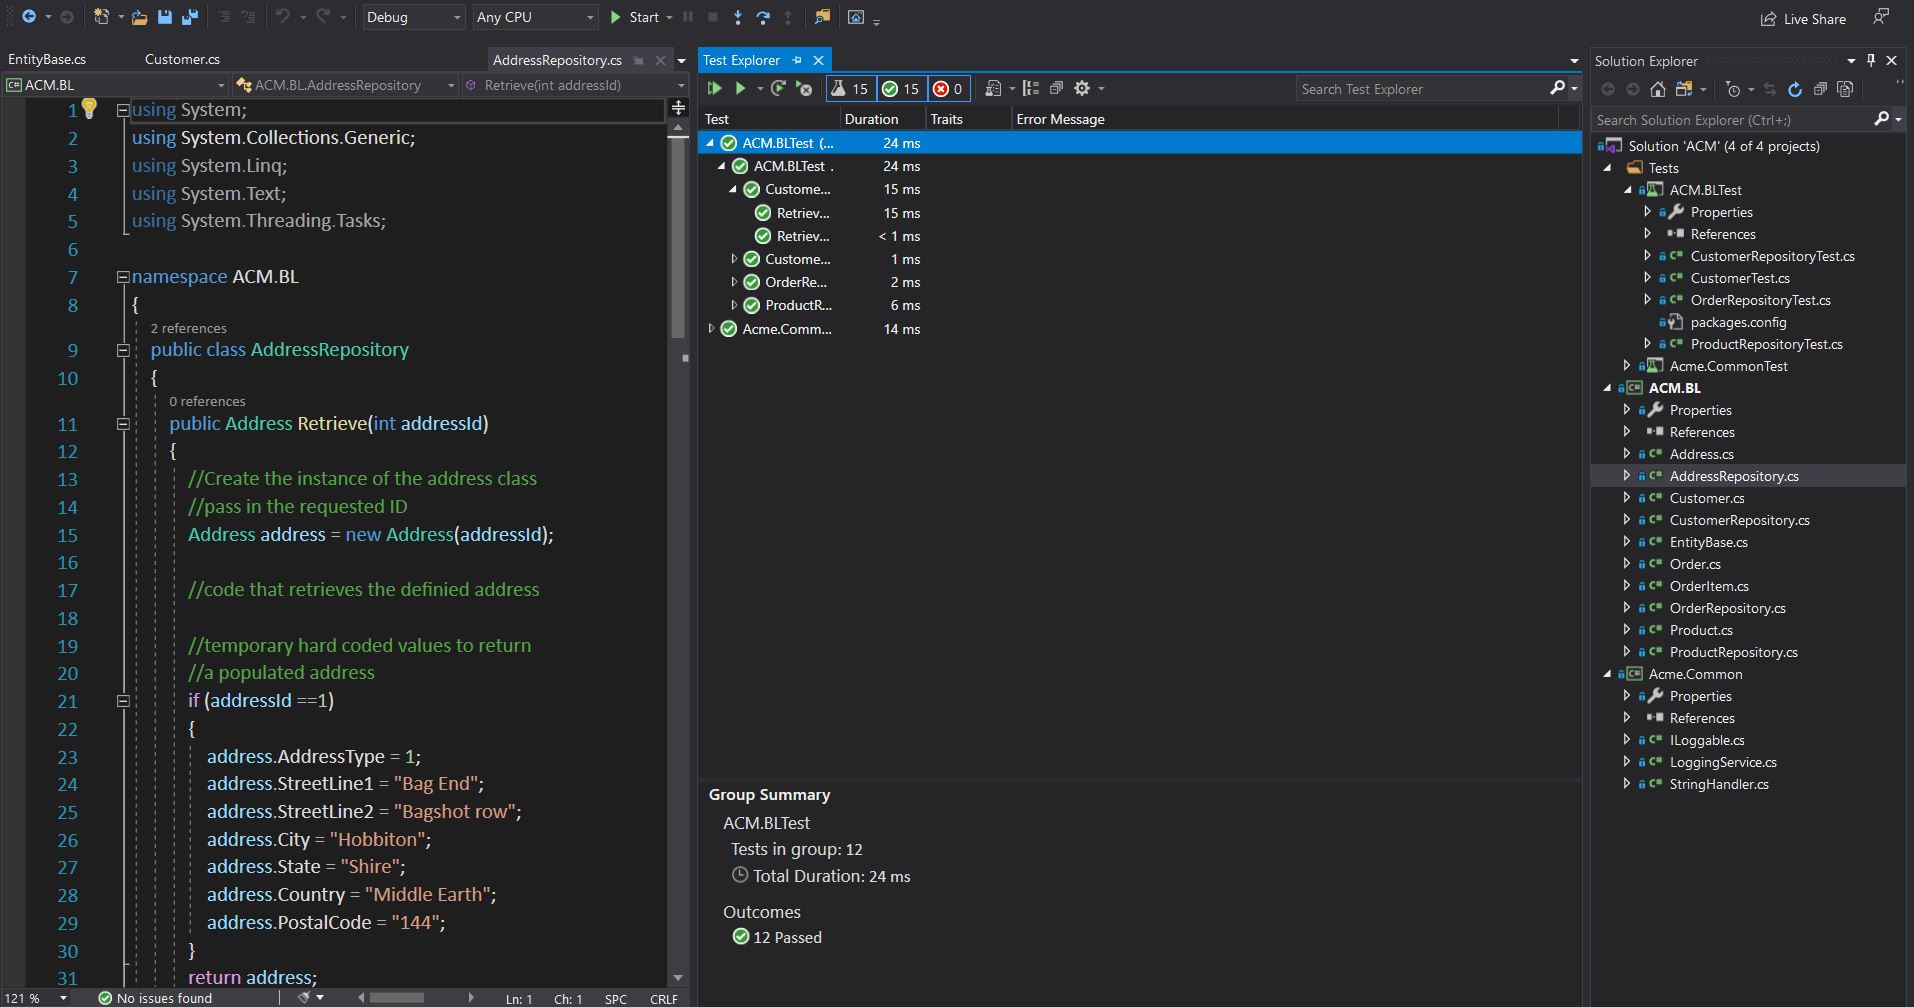 Debug
Any CPU
Start
Live Share
EntityBase.cs
Customer.cs
AddressRepository.cs
ACM.BL
ACM.BL.AddressRepository
Retrieve(int addressId)
1 using System;
2 using System.Collections.Generic;
3 using System.Linq;
4 using System.Text;
5 using System.Threading.Tasks;
6
7 namespace ACM.BL
8 {
2 references
9 public class AddressRepository
10 {
0 references
11 public Address Retrieve(int addressId)
12 {
13 //Create the instance of the address class
14 //pass in the requested ID
15 Address address = new Address(addressId);
16
17 //code that retrieves the definied address
18
19 //temporary hard coded values to return
20 //a populated address
21 if (addressId ==1)
22 {
23 address.AddressType = 1;
24 address.StreetLine1 = "Bag End";
25 address.StreetLine2 = "Bagshot row";
26 address.City = "Hobbiton";
27 address.State = "Shire";
28 address.Country = "Middle Earth";
29 address.PostalCode = "144";
30 }
31 return address;
121 %
No issues found
Ln: 1
Ch: 1
SPC
CRLF
Test Explorer
15
15
0
Search Test Explorer
Test Duration Traits Error Message
ACM.BLTest (... 24 ms
ACM.BLTest . 24 ms
Custome... 15 ms
Retriev... 15 ms
Retriev... < 1 ms
Custome... 1 ms
OrderRe... 2 ms
ProductR... 6 ms
Acme.Comm... 14 ms
Group Summary
ACM.BLTest
Tests in group: 12
Total Duration: 24 ms
Outcomes
12 Passed
Solution Explorer
Search Solution Explorer (Ctrl+;)
Solution 'ACM' (4 of 4 projects)
Tests
ACM.BLTest
Properties
References
CustomerRepositoryTest.cs
CustomerTest.cs
OrderRepositoryTest.cs
packages.config
ProductRepositoryTest.cs
Acme.CommonTest
ACM.BL
Properties
References
Address.cs
AddressRepository.cs
Customer.cs
CustomerRepository.cs
EntityBase.cs
Order.cs
OrderItem.cs
OrderRepository.cs
Product.cs
ProductRepository.cs
Acme.Common
Properties
References
ILoggable.cs
LoggingService.cs
StringHandler.cs